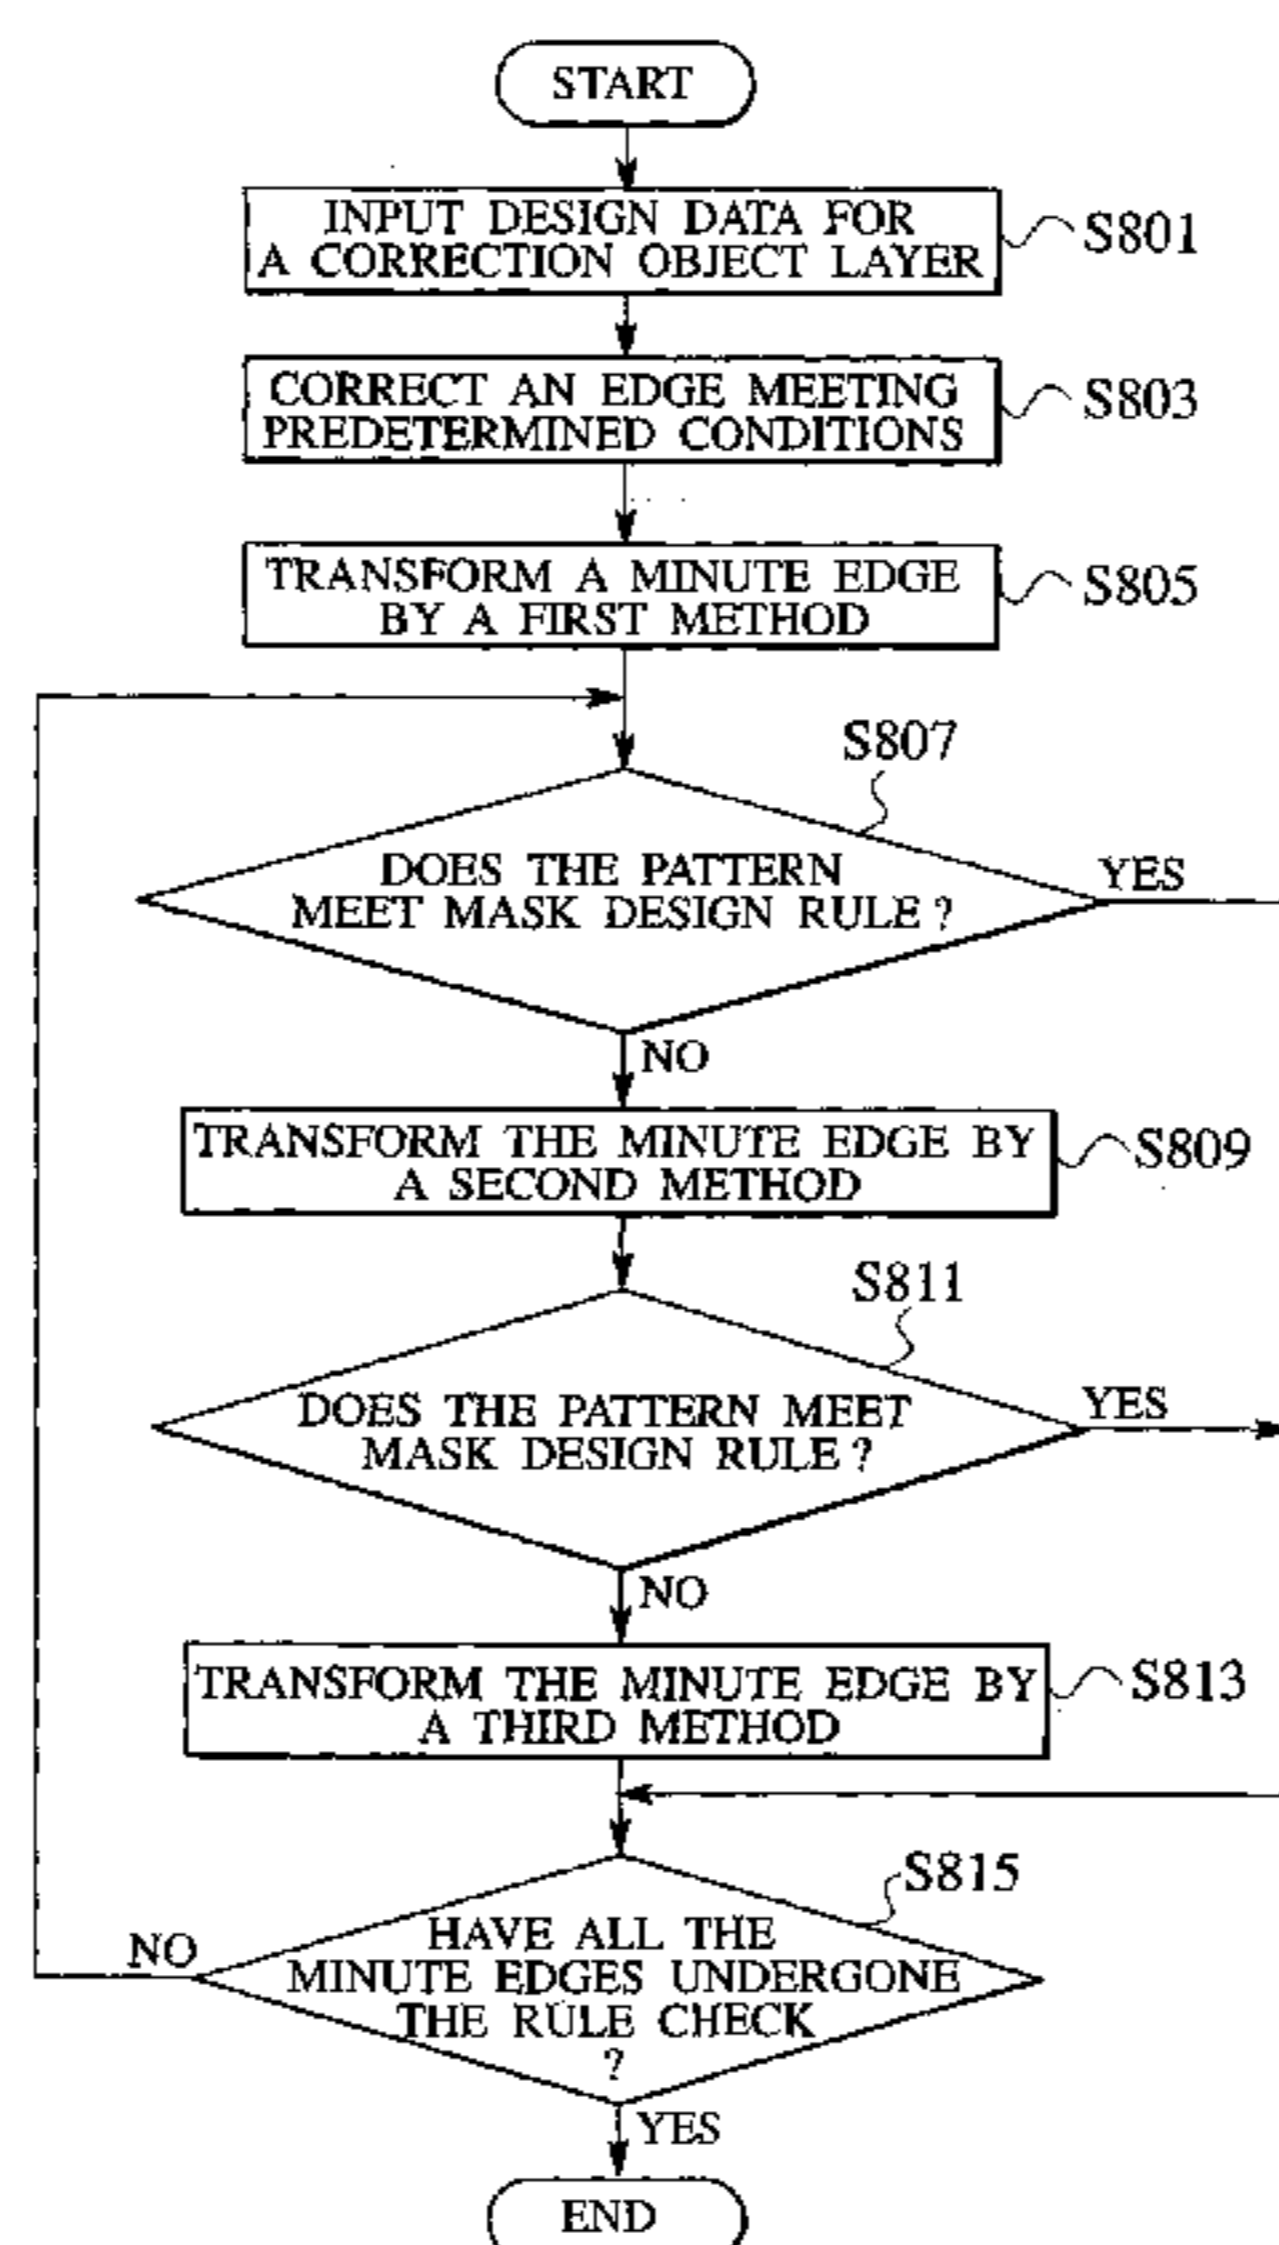 START
INPUT DESIGN DATA FOR
A CORRECTION OBJECT LAYER
S801
CORRECT AN EDGE MEETING
PREDETERMINED CONDITIONS
S803
TRANSFORM A MINUTE EDGE
BY A FIRST METHOD
S805
S807
DOES THE PATTERN
MEET MASK DESIGN RULE ?
YES
NO
TRANSFORM THE MINUTE EDGE BY
A SECOND METHOD
S809
S811
DOES THE PATTERN MEET
MASK DESIGN RULE ?
YES
NO
TRANSFORM THE MINUTE EDGE BY
A THIRD METHOD
S813
S815
HAVE ALL THE
MINUTE EDGES UNDERGONE
THE RULE CHECK
?
NO
YES
END